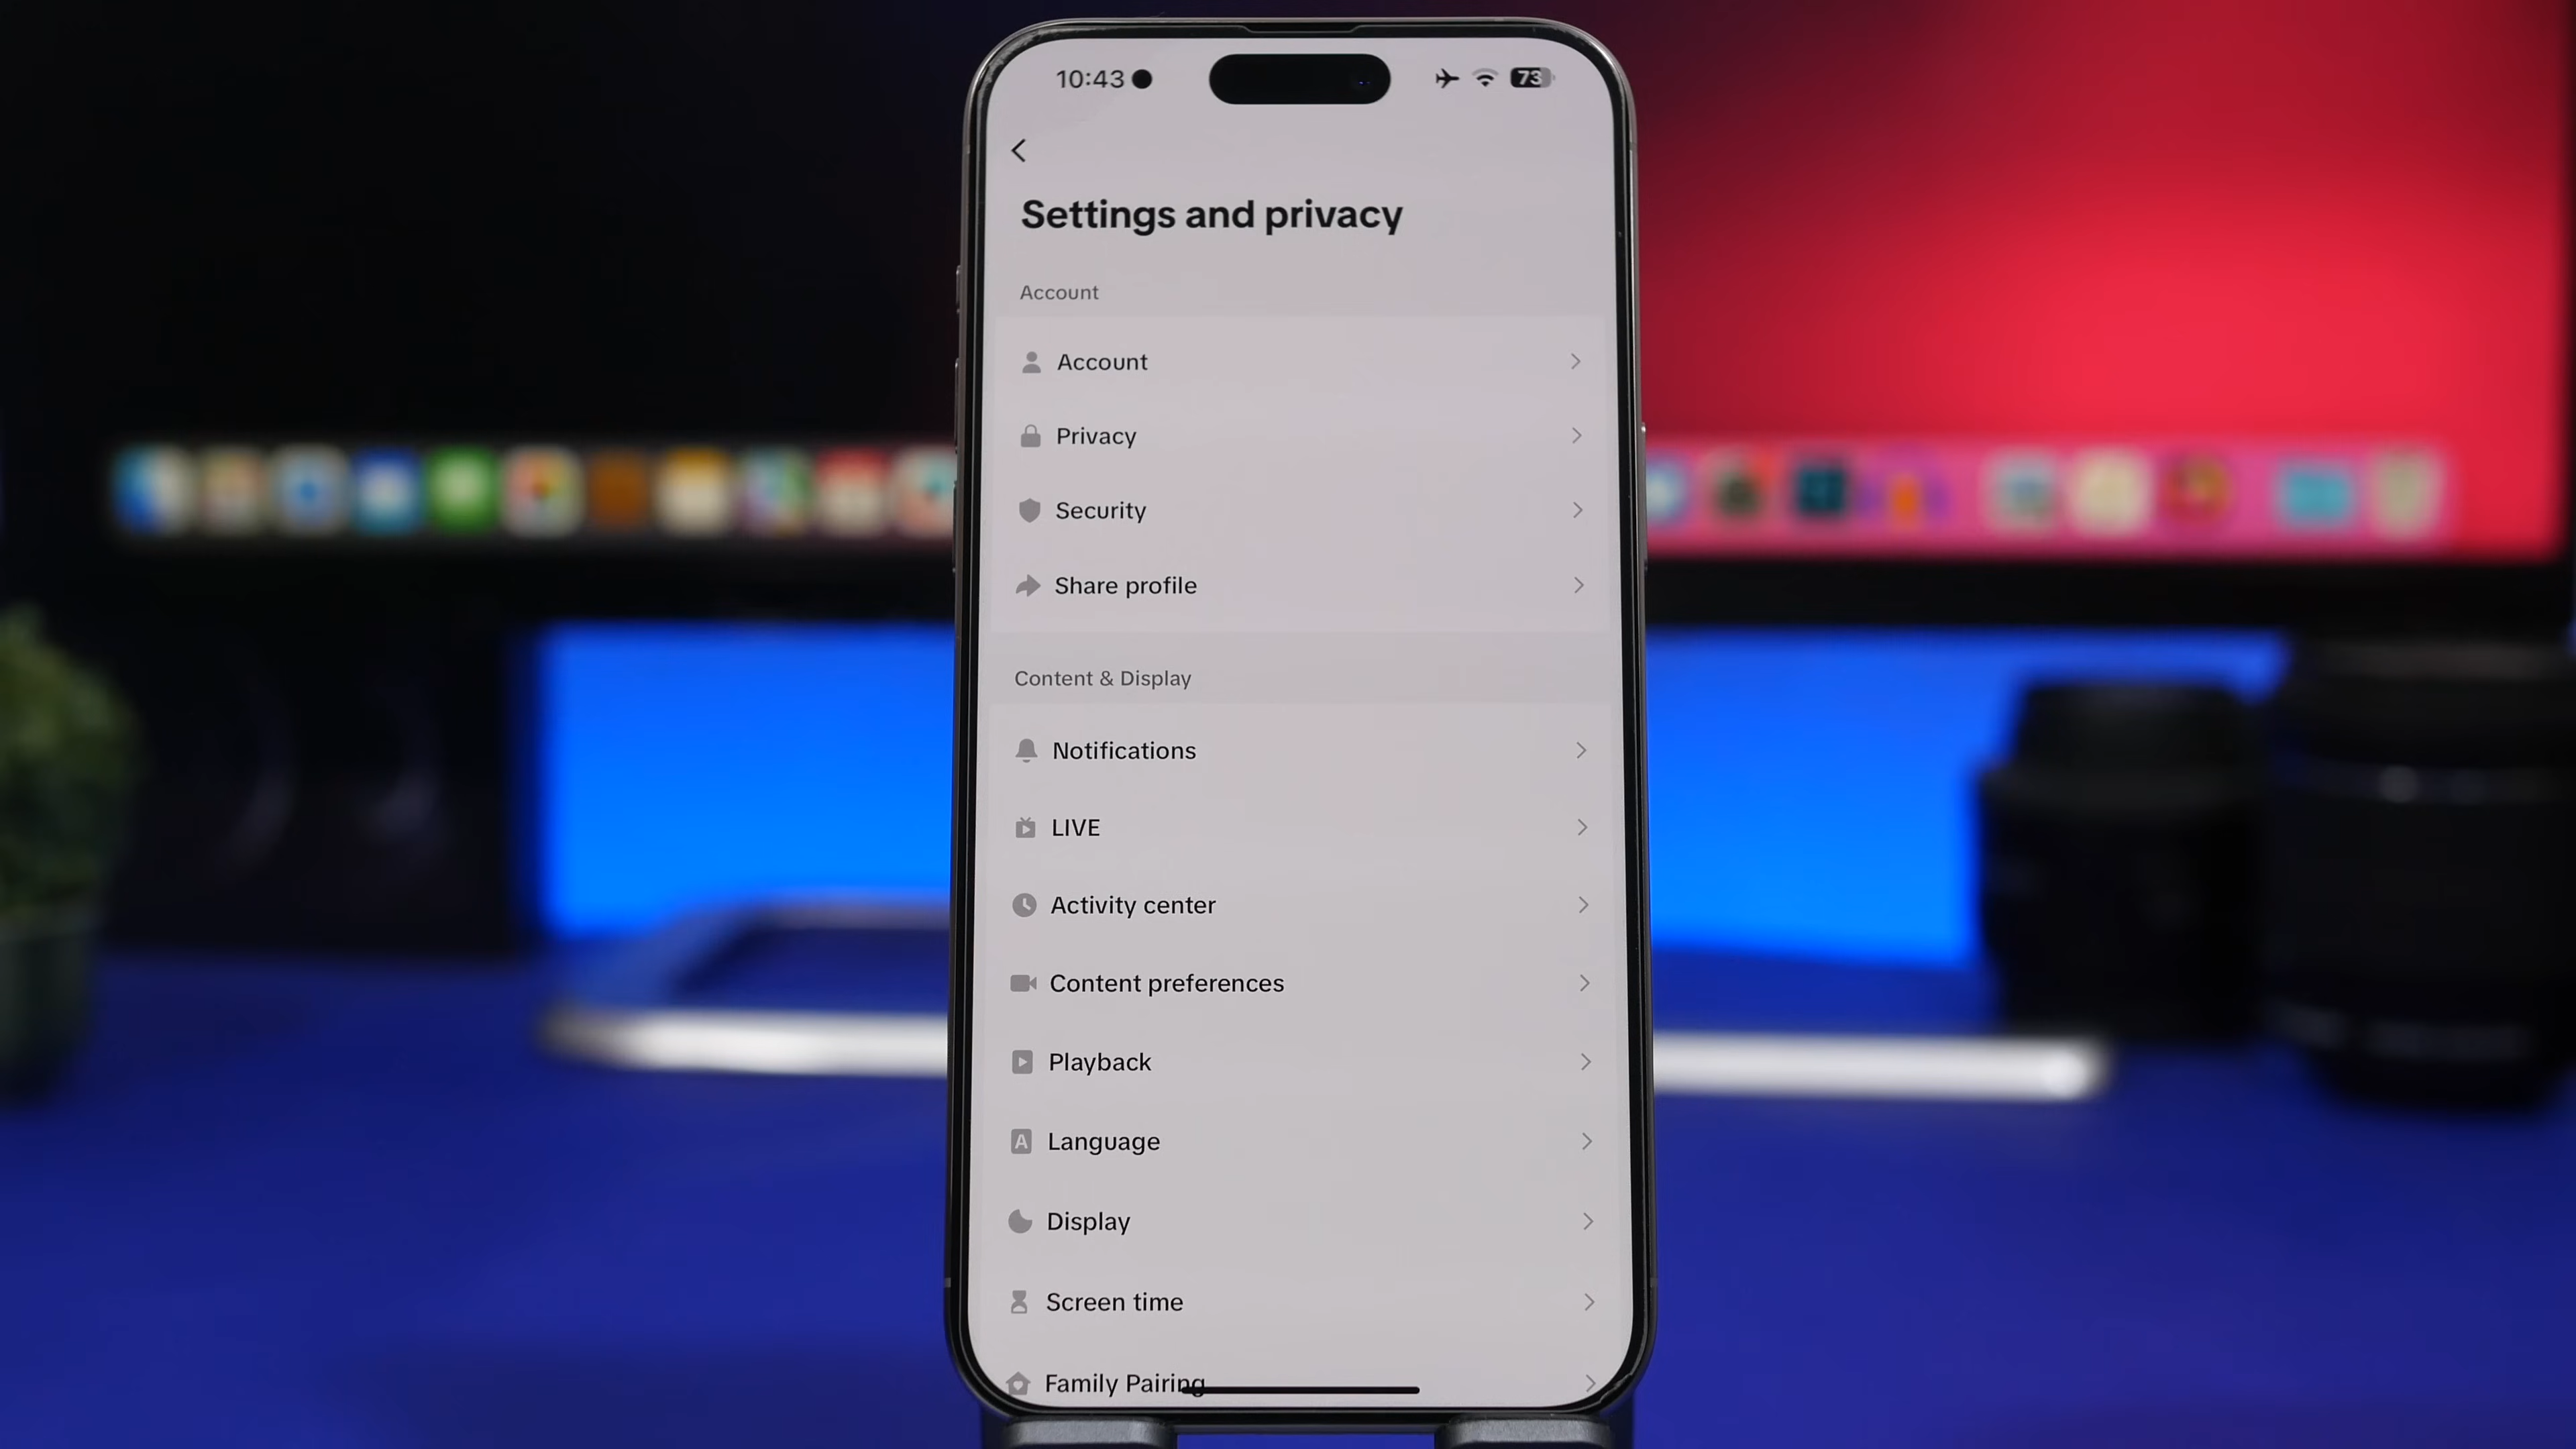 10:43
73
Settings and privacy
Account
Account
Privacy
Security
Share profile
Content & Display
Notifications
LIVE
Activity center
Content preferences
Playback
A Language
Display
Screen time
Family Pairing